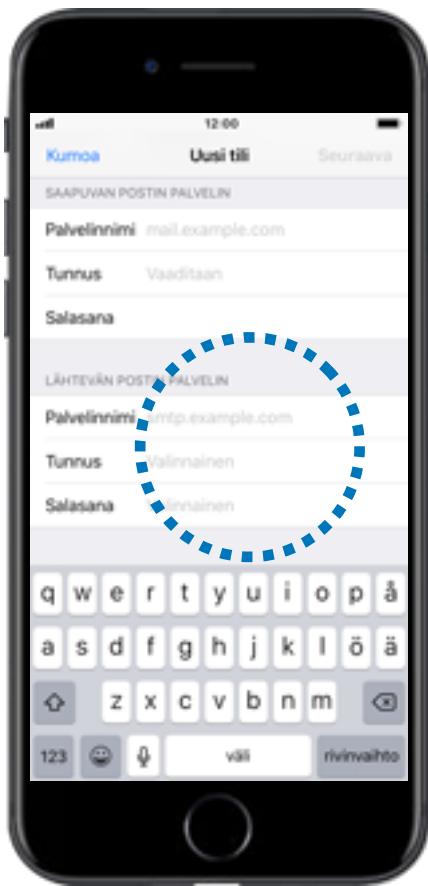 12:00
Kumoa Uusi tili Seuraava
SAAPUVAN POSTIN PALVELIN
Palvelinnimi mail.example.com
Tunnus Vaaditaan
Salasana
LÄHTEVÄN POSTIN PALVELIN
Palvelinnimi smtp.example.com
Tunnus Valinnainen
Salasana Valinnainen
q w e r t y u i o p å
a s d f g h j k l ö ä
z x c v b n m
123 väli rivinvaihto